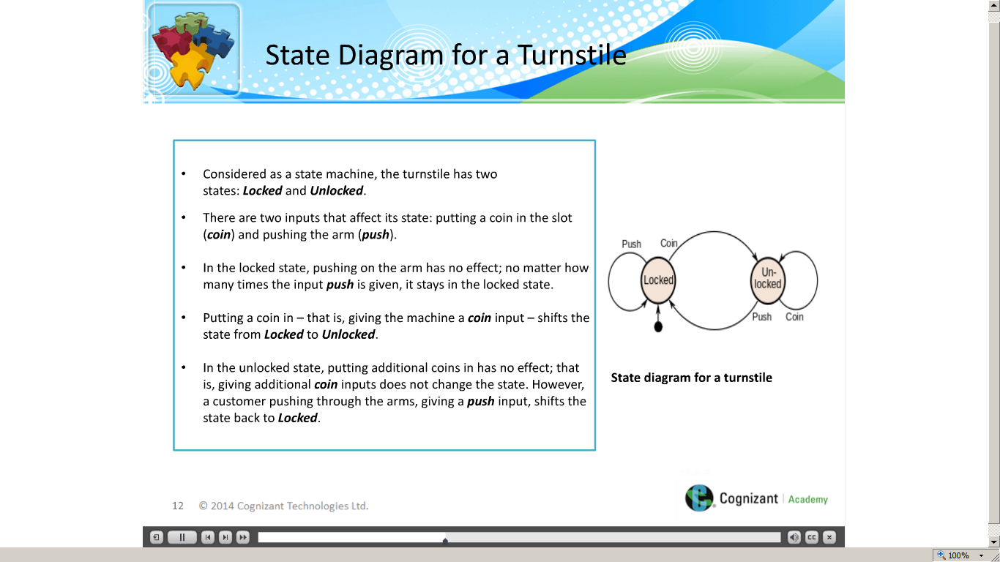 State Diagram for a Turnstile
• Considered as a state machine, the turnstile has two
states: Locked and Unlocked.
• There are two inputs that affect its state: putting a coin in the slot
(coin) and pushing the arm (push).
• In the locked state, pushing on the arm has no effect; no matter how
many times the input push is given, it stays in the locked state.
• Putting a coin in – that is, giving the machine a coin input – shifts the
state from Locked to Unlocked.
• In the unlocked state, putting additional coins in has no effect; that
is, giving additional coin inputs does not change the state. However,
a customer pushing through the arms, giving a push input, shifts the
state back to Locked.
Push
Coin
Locked
Un-
locked
Push
Coin
State diagram for a turnstile
12 © 2014 Cognizant Technologies Ltd.
Cognizant | Academy
CC
100%